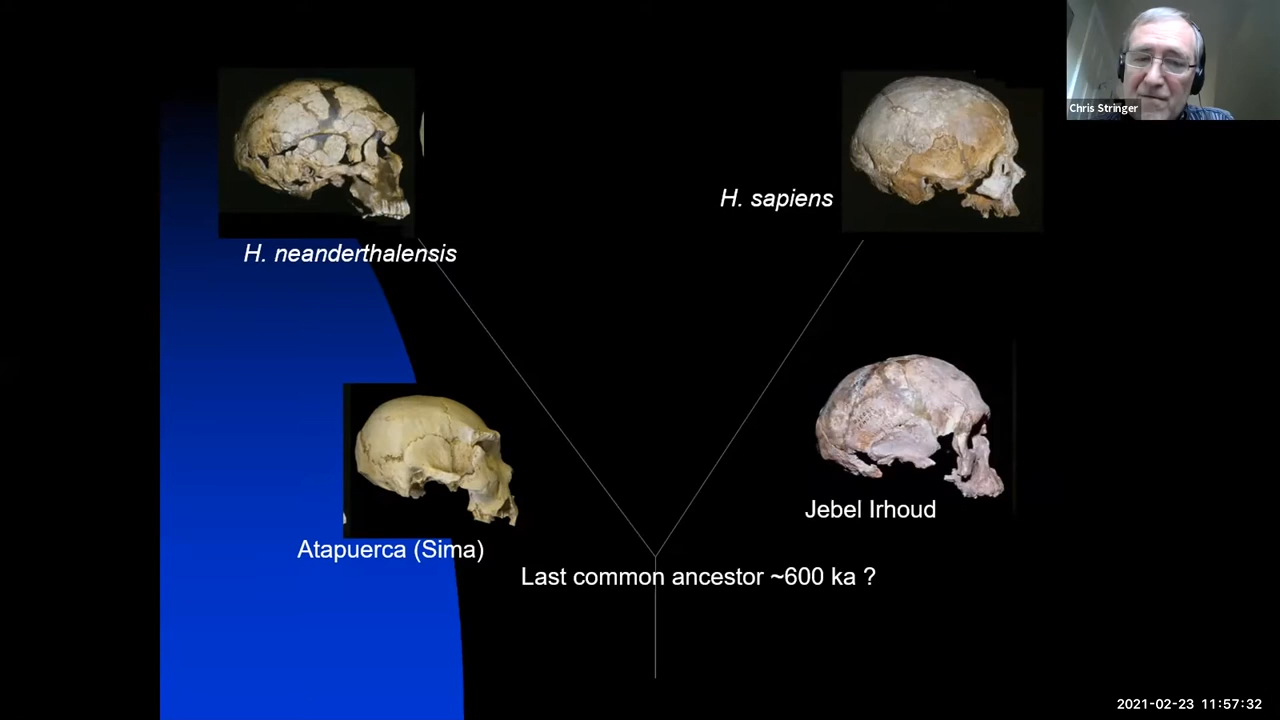 Chris Stringer
H. sapiens
H. neanderthalensis
Jebel Irhoud
Atapuerca (Sima)
Last common ancestor ~600 ka ?
2021-02-23 11:57:32